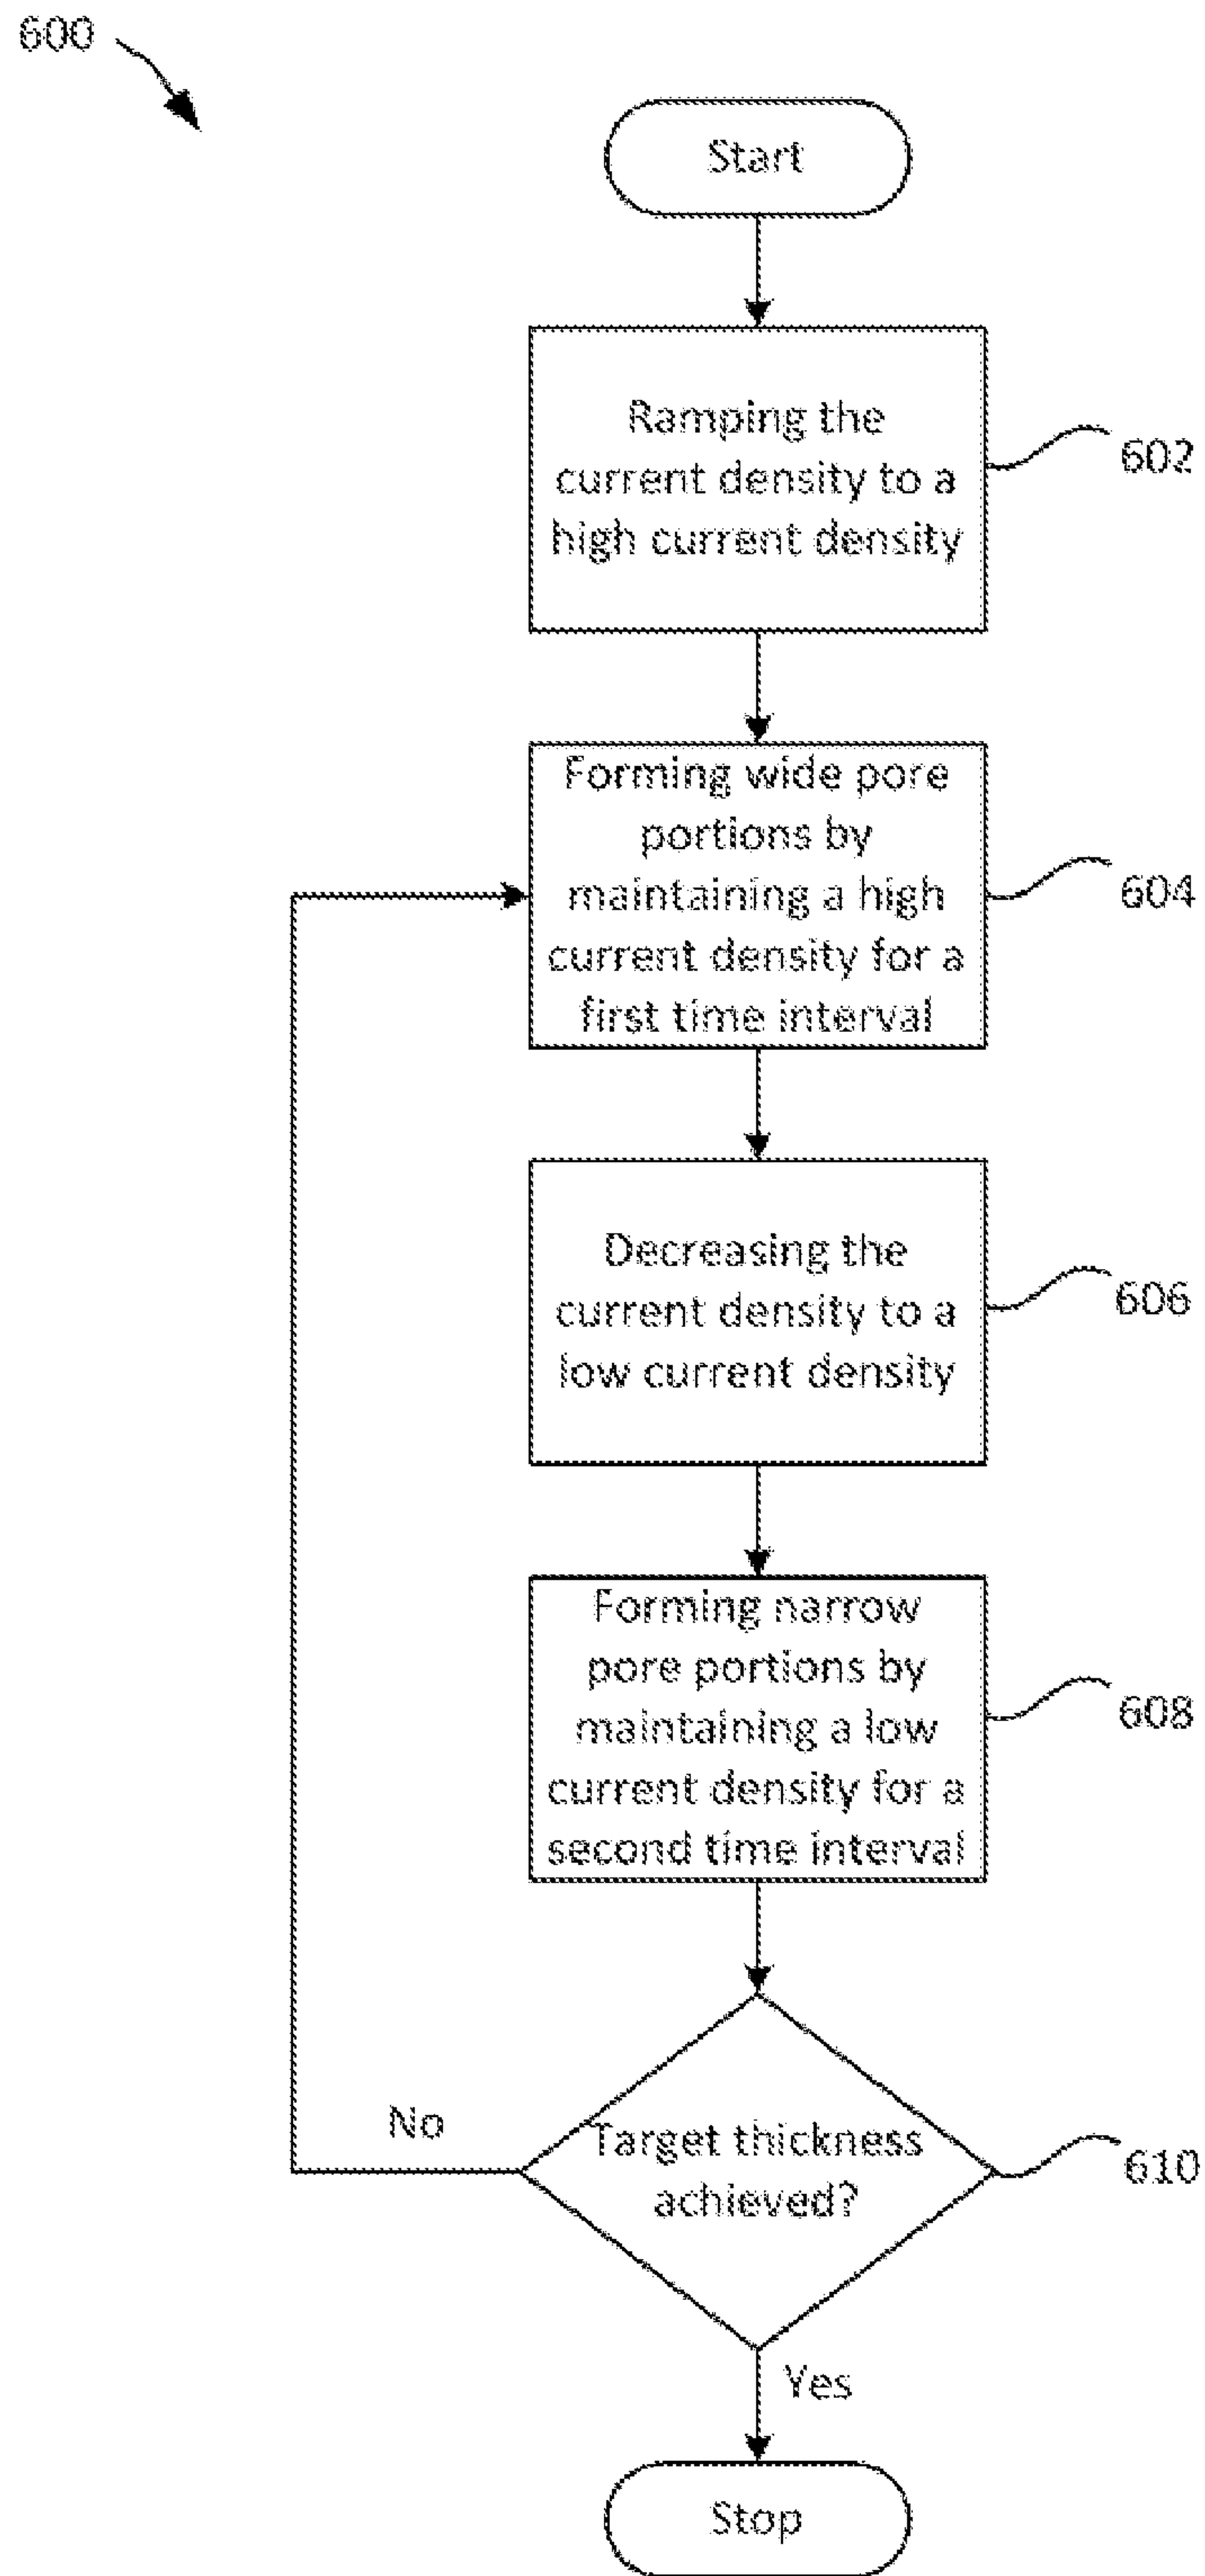 600
Start
Ramping the
current density to a
high current density
602
Forming wide pore
portions by
maintaining a high
current density for a
first time interval
604
Decreasing the
current density to a
low current density
606
Forming narrow
pore portions by
maintaining a low
current density for a
second time interval
608
Target thickness
achieved?
610
No
Yes
Stop